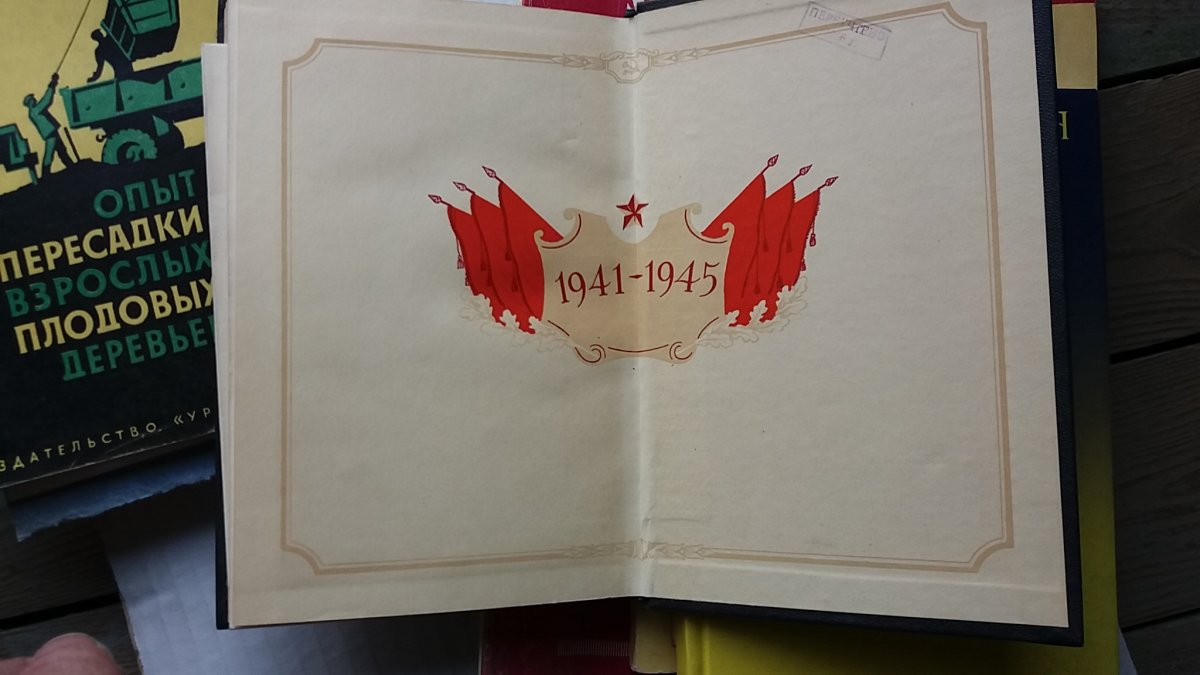 ОПЫТ
ПЕРЕСАДКИ
ВЗРОСЛЫХ
ПЛОДОВЫХ
ДЕРЕВЬЕ
ЗДАТЕЛЬСТВО «УР
1941-1945